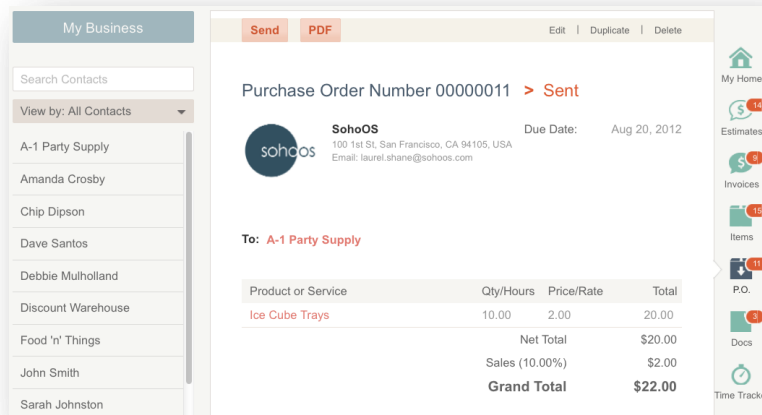 My Business
Search Contacts
View by: All Contacts
A-1 Party Supply
Amanda Crosby
Chip Dipson
Dave Santos
Debbie Mulholland
Discount Warehouse
Food 'n' Things
John Smith
Sarah Johnston
Send PDF Edit | Duplicate | Delete
Purchase Order Number 00000011 > Sent
sohoos
SohoOS Due Date: Aug 20, 2012
100 1st St, San Francisco, CA 94105, USA
Email: laurel.shane@sohoos.com
To: A-1 Party Supply
Product or Service Qty/Hours Price/Rate Total
Ice Cube Trays 10.00 2.00 20.00
Net Total $20.00
Sales (10.00%) $2.00
Grand Total $22.00
My Home
14
Estimates
9
Invoices
15
Items
11
P.O.
3
Docs
Time Track